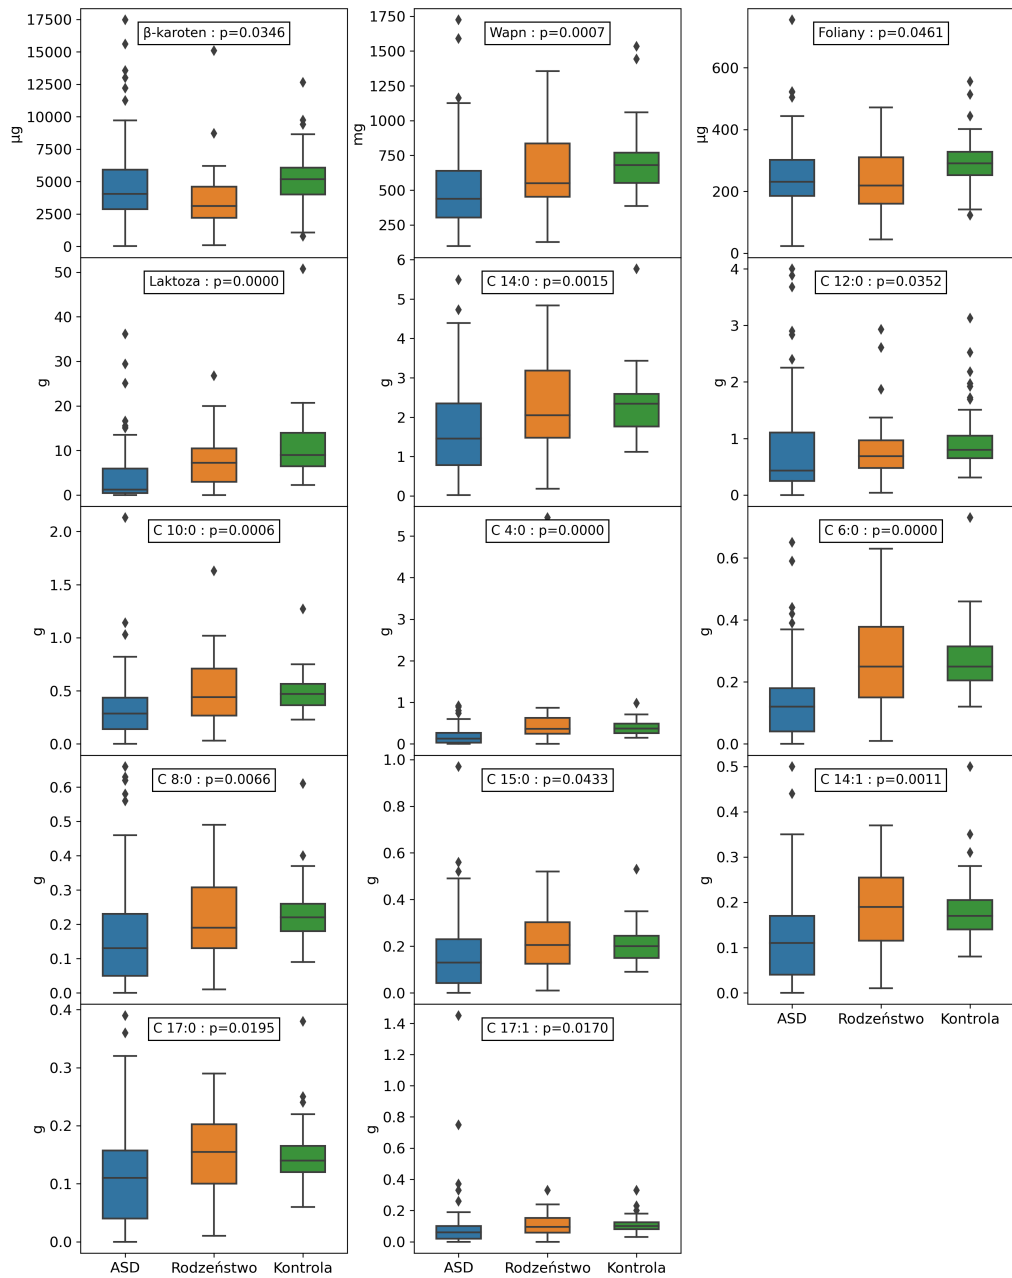 β-karoten : p=0.0346
17500
15000
12500
10000
7500
5000
2500
0
μg
Wapn : p=0.0007
1750
1500
1250
1000
750
500
250
mg
Foliany : p=0.0461
600
400
200
0
μg
Laktoza : p=0.0000
50
40
30
20
10
0
g
C 14:0 : p=0.0015
6
5
4
3
2
1
0
g
C 12:0 : p=0.0352
4
3
2
1
0
g
C 10:0 : p=0.0006
2.0
1.5
1.0
0.5
0.0
g
C 4:0 : p=0.0000
5
4
3
2
1
0
g
C 6:0 : p=0.0000
0.6
0.4
0.2
0.0
g
C 8:0 : p=0.0066
0.6
0.5
0.4
0.3
0.2
0.1
0.0
g
C 15:0 : p=0.0433
1.0
0.8
0.6
0.4
0.2
0.0
g
C 14:1 : p=0.0011
0.5
0.4
0.3
0.2
0.1
0.0
g
ASD Rodzeństwo Kontrola
C 17:0 : p=0.0195
0.4
0.3
0.2
0.1
0.0
g
ASD Rodzeństwo Kontrola
C 17:1 : p=0.0170
1.4
1.2
1.0
0.8
0.6
0.4
0.2
0.0
g
ASD Rodzeństwo Kontrola